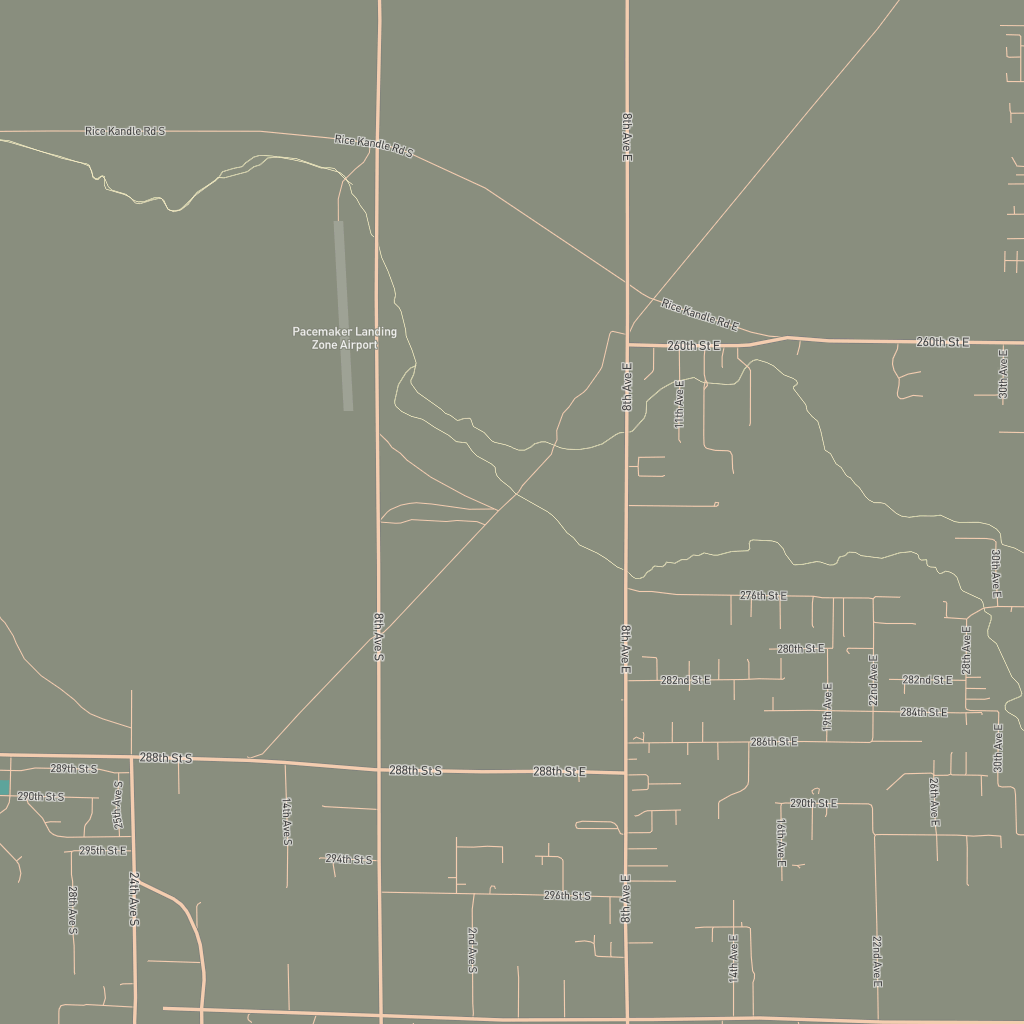 Rice Kandle Rd S
Rice Kandle Rd S
8th Ave E
Rice Kandle Rd E
Pacemaker Landing
Zone Airport
260th St E
260th St E
8th Ave E
11th Ave E
30th Ave E
30th Ave E
276th St E
8th Ave S
8th Ave E
280th St E
28th Ave E
282nd St E
22nd Ave E
282nd St E
19th Ave E
284th St E
286th St E
30th Ave E
288th St S
289th St S
288th St S
288th St E
290th St S
25th Ave S
14th Ave S
290th St E
26th Ave E
16th Ave E
295th St E
294th St S
28th Ave S
24th Ave S
296th St S
8th Ave E
2nd Ave S
14th Ave E
22nd Ave E